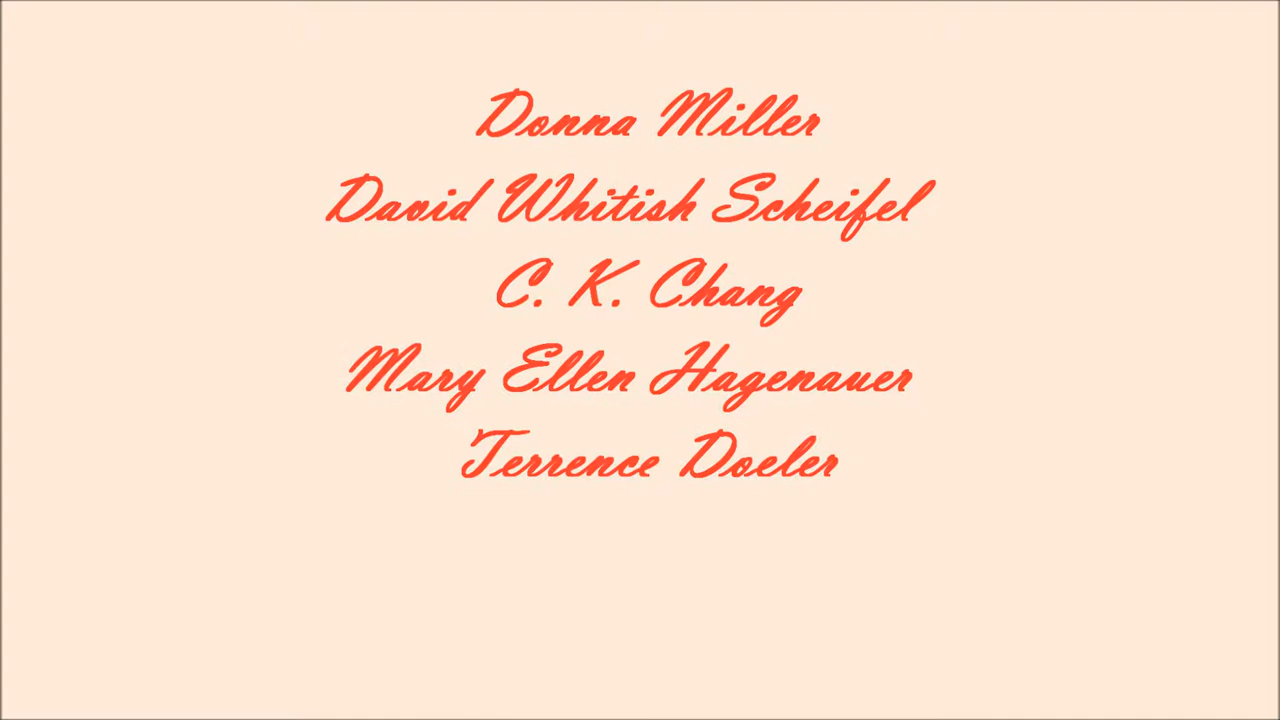 Donna Miller
David Whitish Scheifel
C. K. Chang
Mary Ellen Hagenauer
Terrence Doeler